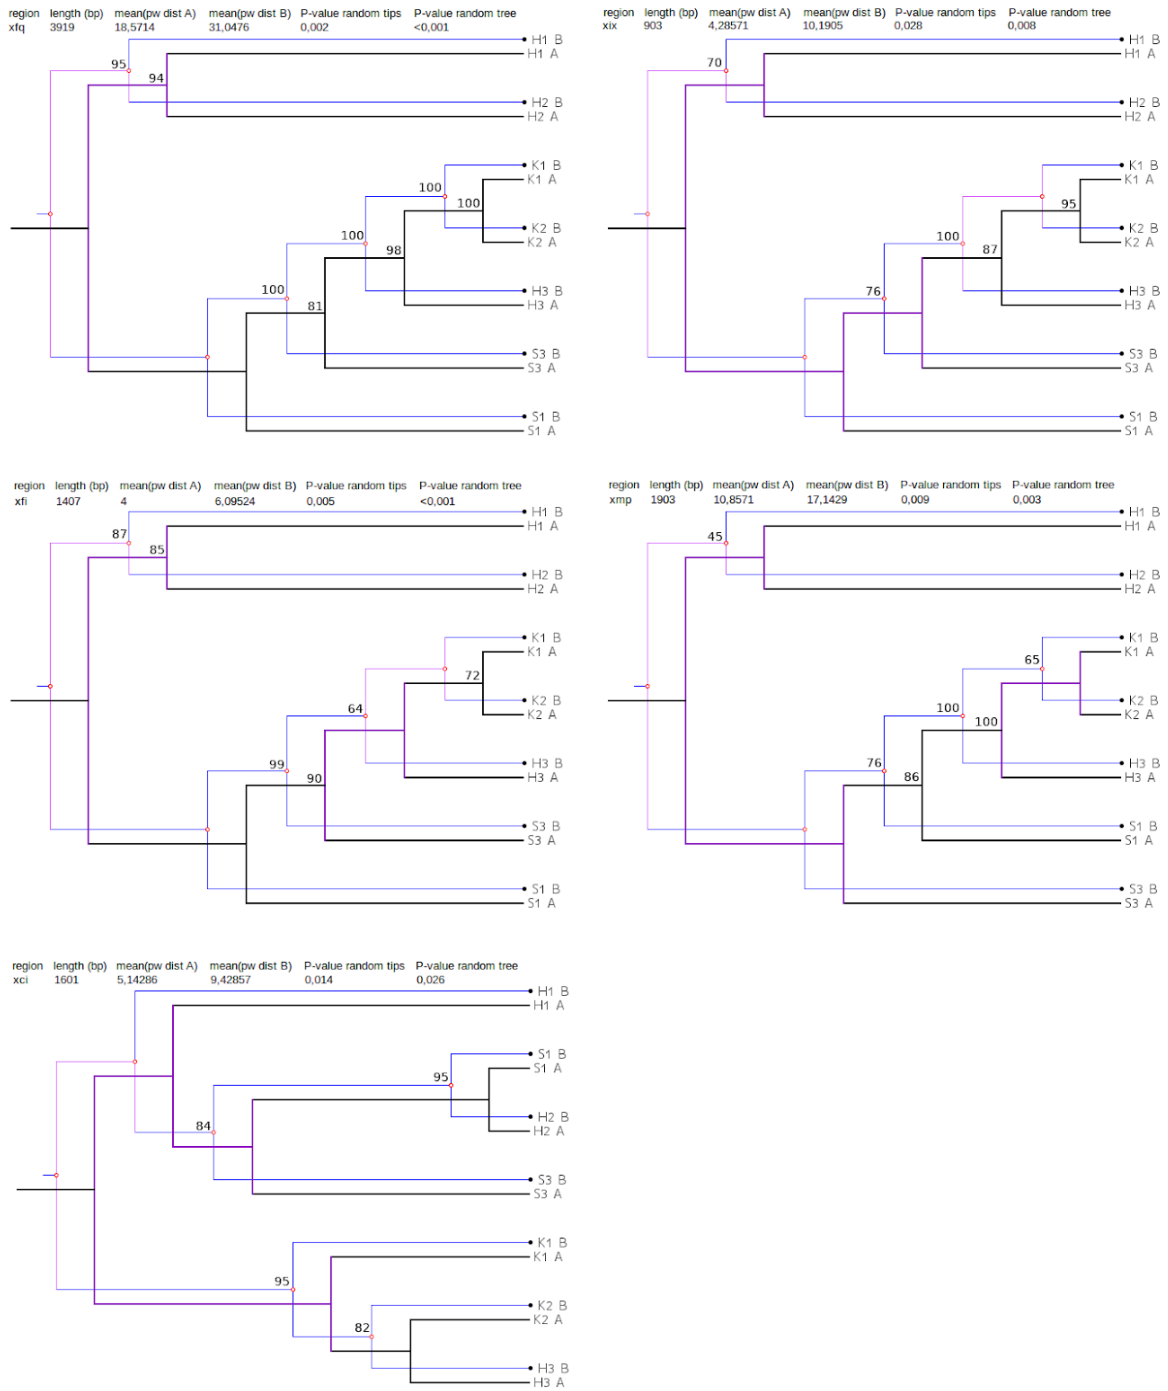 region length (bp) mean(pw dist A) mean(pw dist B) P-value random tips P-value random tree
xfq 3919 18,5714 31,0476 0,002 <0,001
H1 B
95
H1 A
94
H2 B
H2 A
K1 B
100
K1 A
100
K2 B
100
K2 A
98
H3 B
100
H3 A
81
S3 B
S3 A
S1 B
S1 A
region length (bp) mean(pw dist A) mean(pw dist B) P-value random tips P-value random tree
xix 903 4,28571 10,1905 0,028 0,008
H1 B
H1 A
70
H2 B
H2 A
K1 B
K1 A
95
K2 B
100
K2 A
87
H3 B
76
H3 A
S3 B
S3 A
S1 B
S1 A
region length (bp) mean(pw dist A) mean(pw dist B) P-value random tips P-value random tree
xfi 1407 4 6,09524 0,005 <0,001
H1 B
H1 A
87
85
H2 B
H2 A
K1 B
K1 A
72
K2 B
64
K2 A
H3 B
99
H3 A
90
S3 B
S3 A
S1 B
S1 A
region length (bp) mean(pw dist A) mean(pw dist B) P-value random tips P-value random tree
xmp 1903 10,8571 17,1429 0,009 0,003
H1 B
H1 A
45
H2 B
H2 A
K1 B
K1 A
65
K2 B
100
K2 A
100
H3 B
76
H3 A
86
S1 B
S1 A
S3 B
S3 A
region length (bp) mean(pw dist A) mean(pw dist B) P-value random tips P-value random tree
xci 1601 5,14286 9,42857 0,014 0,026
H1 B
H1 A
S1 B
S1 A
95
H2 B
84
H2 A
S3 B
S3 A
K1 B
K1 A
95
K2 B
K2 A
82
H3 B
H3 A